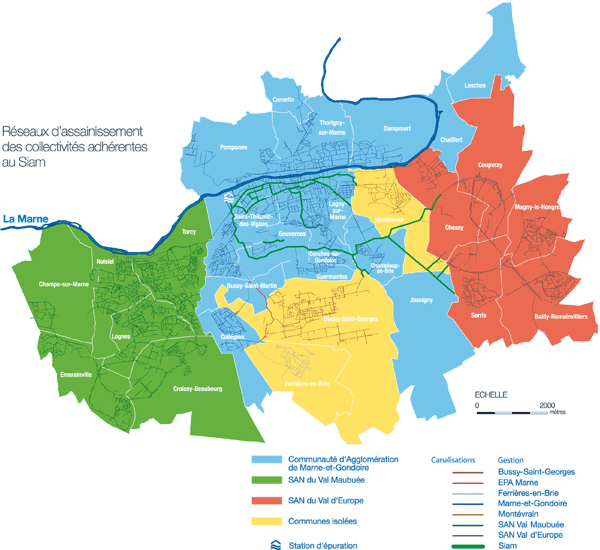 Réseaux d'assainissement
des collectivités adhérentes
au Siam
La Marne
Lesches
Carnetin
Thorigny-
sur-Marne
Dampmart
Pomponne
Chalifert
Coupvray
Magny-le-Hongre
Saint-Thibault-
des-Vignes
Lagny-
sur-
Marne
Montévrain
Chessy
Torcy
Gouvernes
Noisiel
Conches-sur-
Gondoire
Chanteloup-
en-Brie
Guermantes
Champs-sur-Marne
Bussy-Saint-Martin
Jossigny
Bussy-Saint-Georges
Serris
Bailly-Romainvilliers
Lognes
Collégien
Emerainville
Croissy-Beaubourg
Ferrières-en-Brie
ECHELLE
0 2000
mètres
Communauté d'Agglomération
de Marne-et-Gondoire
SAN du Val Maubuée
SAN du Val d'Europe
Communes isolées
Station d'épuration
Canalisations Gestion
Bussy-Saint-Georges
EPA Marne
Ferrières-en-Brie
Marne-et-Gondoire
Montévrain
SAN Val Maubuée
SAN Val d'Europe
Siam